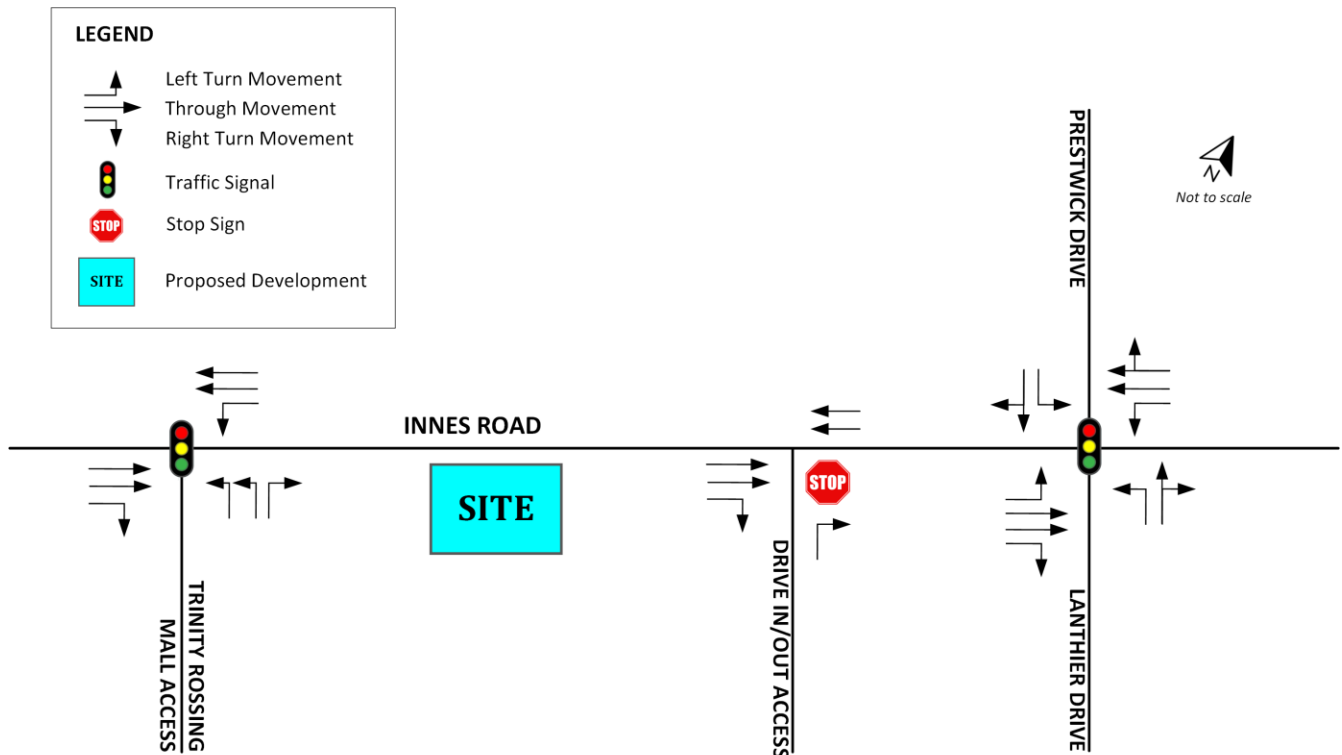 LEGEND
Left Turn Movement
Through Movement
Right Turn Movement
Traffic Signal
STOP
Stop Sign
SITE
Proposed Development
PRESTWICK DRIVE
N
Not to scale
INNES ROAD
SITE
STOP
TRINITY ROSSING
MALL ACCESS
DRIVE IN/OUT ACCESS
LANTHIER DRIVE